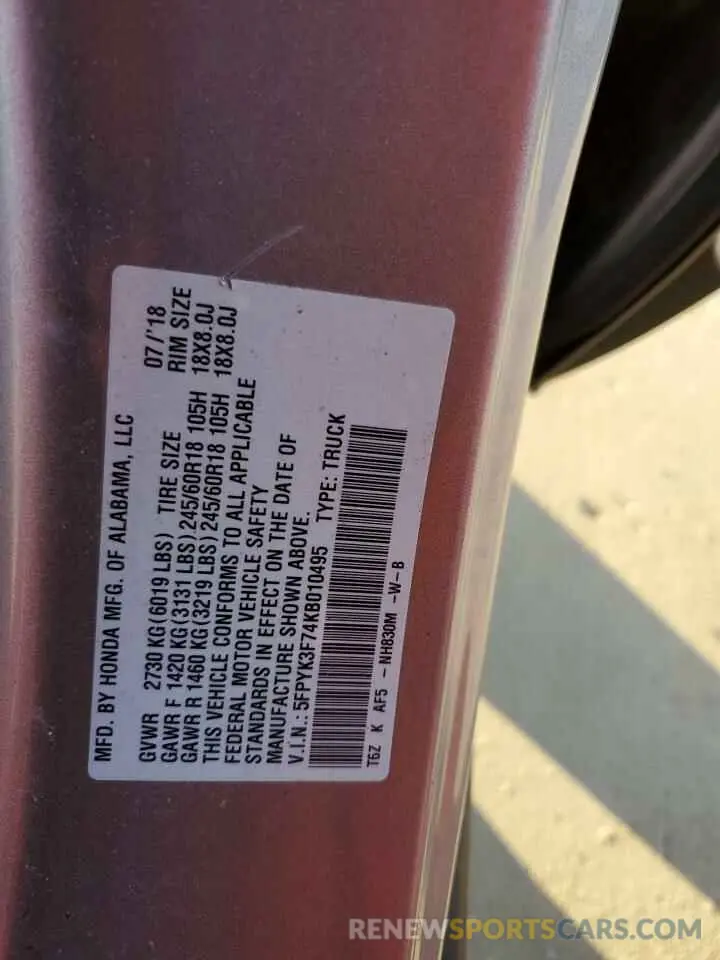 MFD. BY HONDA MFG. OF ALABAMA, LLC
07/'18
GVWR 2730 KG(6019 LBS) TIRE SIZE RIM SIZE
GAWR F 1420 KG(3131 LBS)245/60R18 105H 18X8.0J
GAWR R 1460 KG(3219 LBS)245/60R18 105H 18X8.0J
THIS VEHICLE CONFORMS TO ALL APPLICABLE
FEDERAL MOTOR VEHICLE SAFETY
STANDARDS IN EFFECT ON THE DATE OF
MANUFACTURE SHOWN ABOVE.
V.I.N.:5FPYK3F74KB010495 TYPE: TRUCK
T6Z K AF5 -NH830M -W-B
RENEWSPORTSCARS.COM